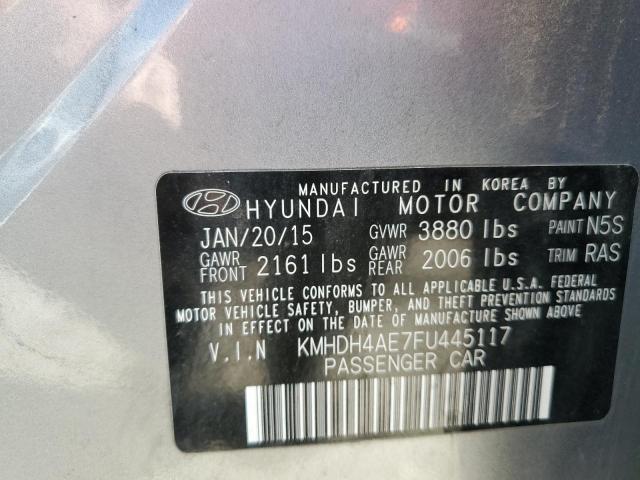 MANUFACTURED IN KOREA BY
HYUNDAI MOTOR COMPANY
JAN/20/15 GVWR 3880 lbs PAINT N5S
GAWR FRONT 2161 lbs GAWR REAR 2006 lbs TRIM RAS
THIS VEHICLE CONFORMS TO ALL APPLICABLE U.S.A. FEDERAL
MOTOR VEHICLE SAFETY, BUMPER, AND THEFT PREVENTION STANDARDS
IN EFFECT ON THE DATE OF MANUFACTURE SHOWN ABOVE
V.I.N KMHDH4AE7FU445117
PASSENGER CAR